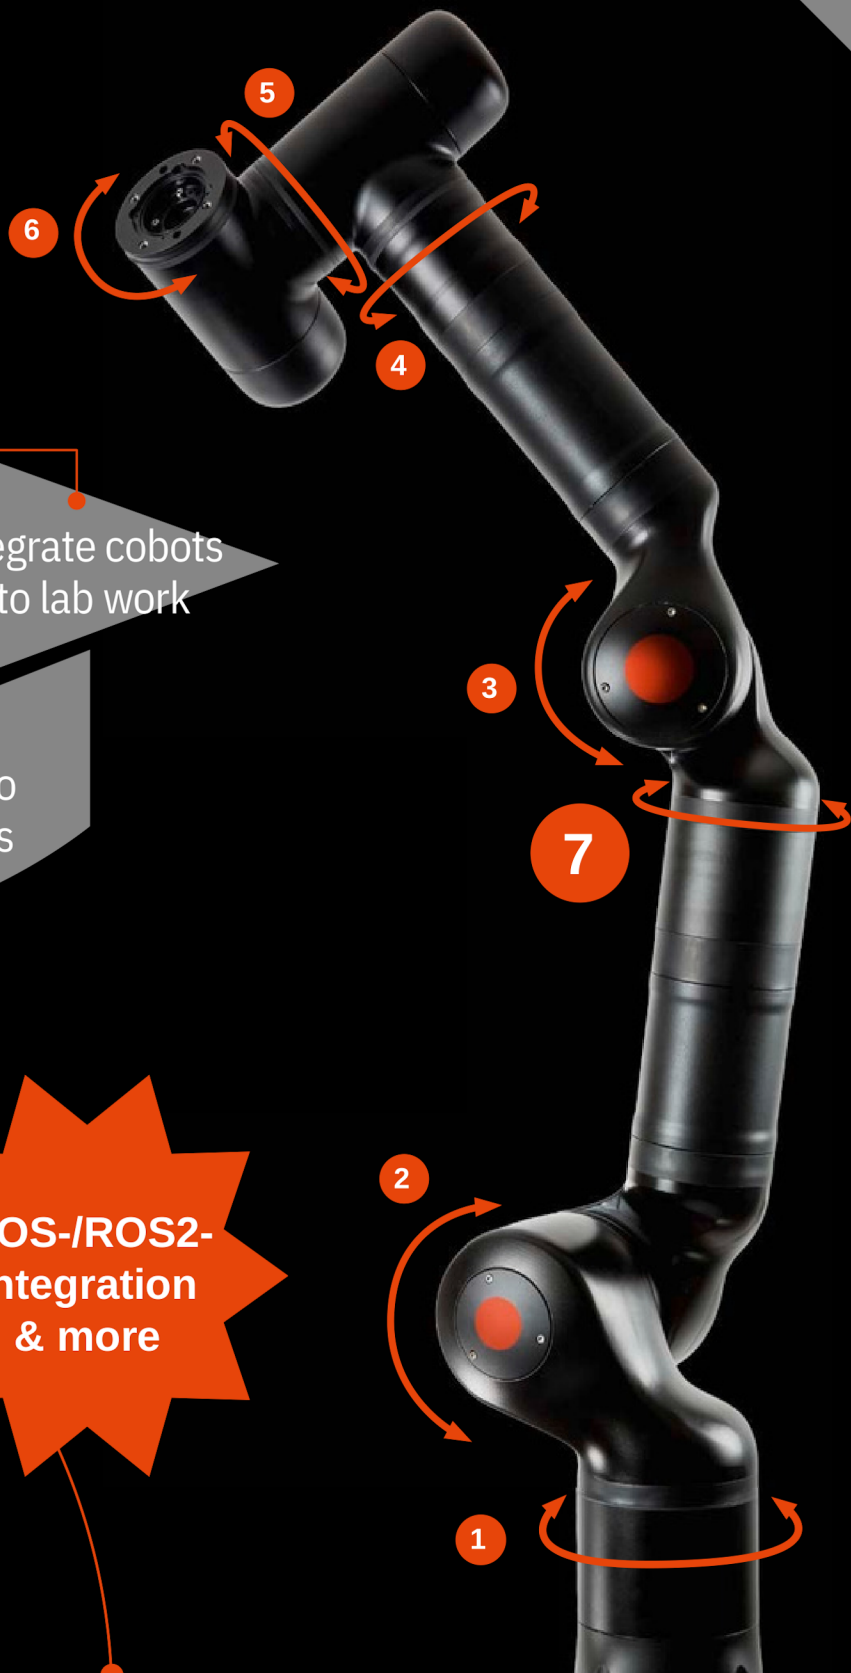 5
6
4
egrate cobots
to lab work
3
o
s
7
2
OS-/ROS2-
ntegration
& more
1